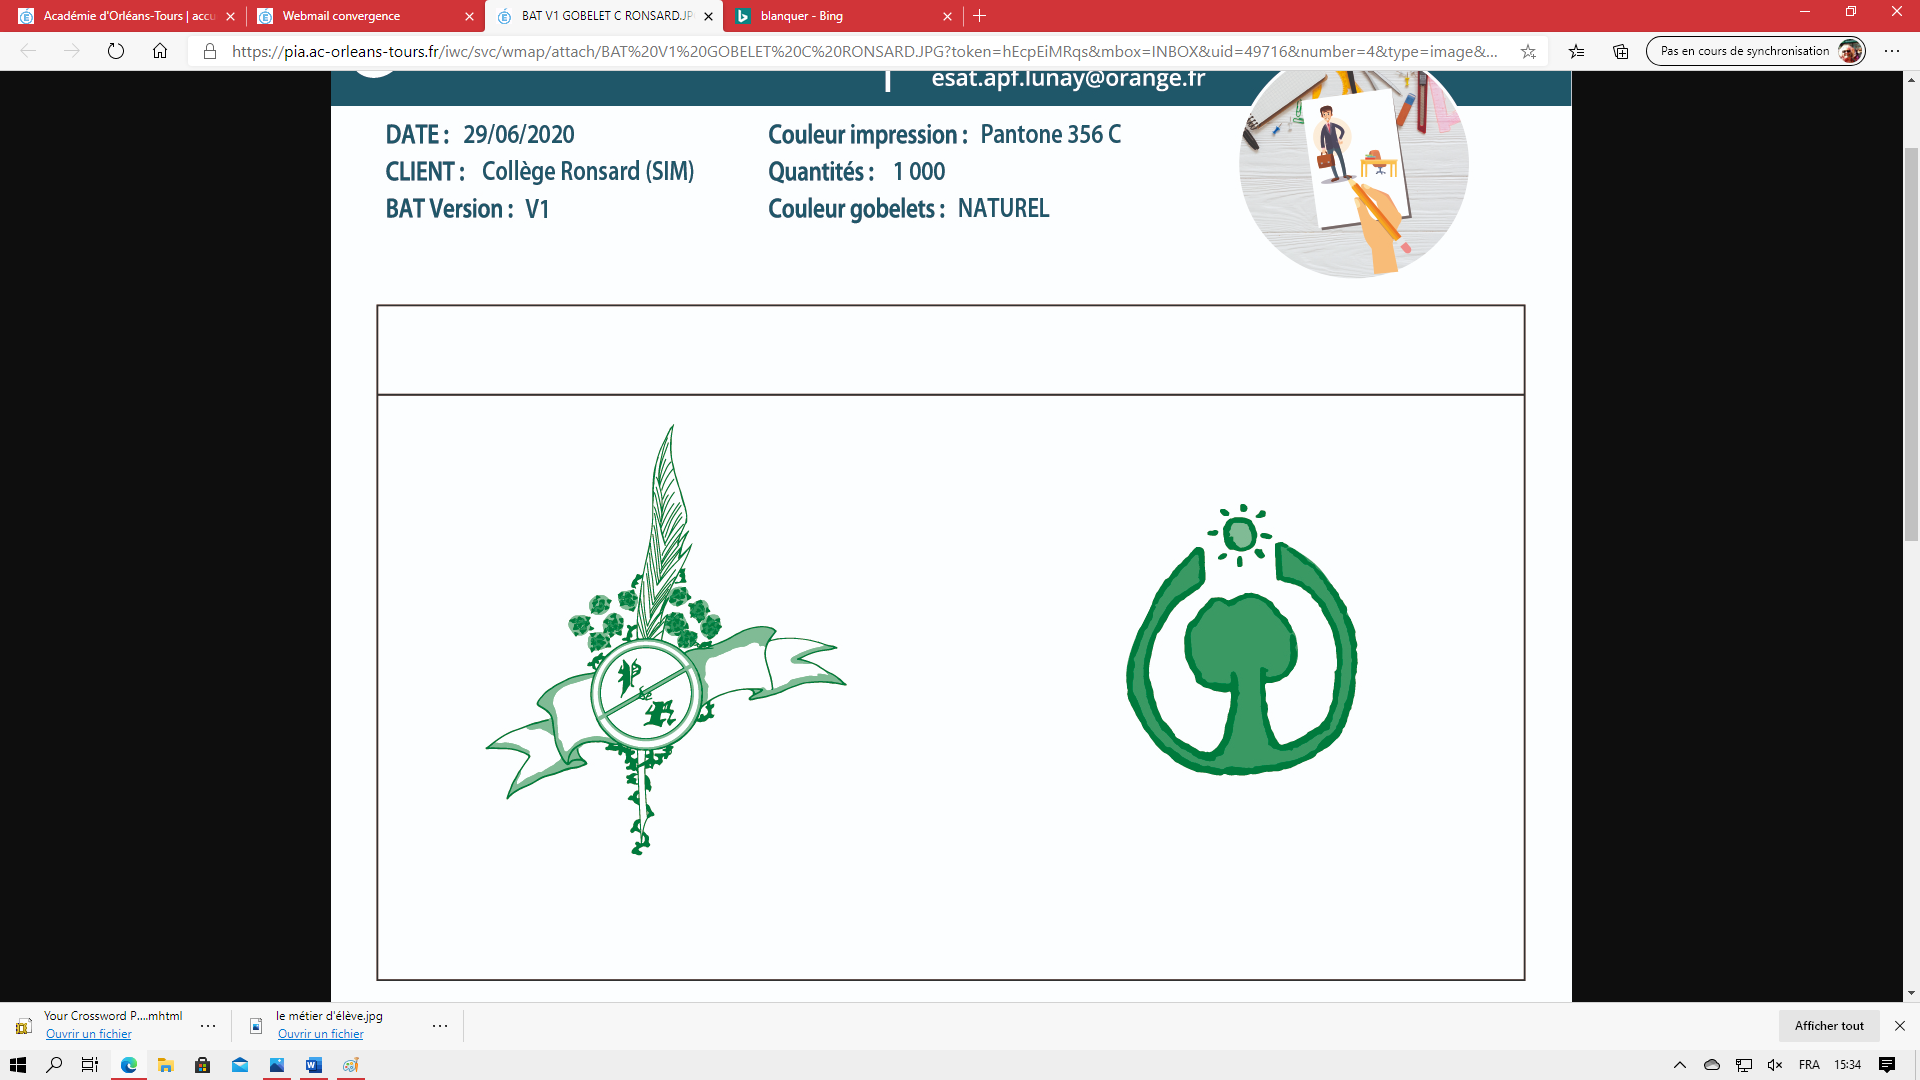 Académie d'Orléans-Tours | accu
Webmail convergence
BAT V1 GOBELET C RONSARD.JP
blanquer - Bing
https://pia.ac-orleans-tours.fr/iwc/svc/wmap/attach/BAT%20V1%20GOBELET%20C%20RONSARD.JPG?token=hEcpEiMRqs&mbox=INBOX&uid=49716&number=4&type=image&...
Pas en cours de synchronisation
esat.apf.lunay@orange.fr
DATE : 29/06/2020
CLIENT : Collège Ronsard (SIM)
BAT Version : V1
Couleur impression : Pantone 356 C
Quantités : 1 000
Couleur gobelets : NATUREL
P
de
R
Your Crossword P....mhtml
Ouvrir un fichier
le métier d'élève.jpg
Ouvrir un fichier
Afficher tout
FRA
15:34